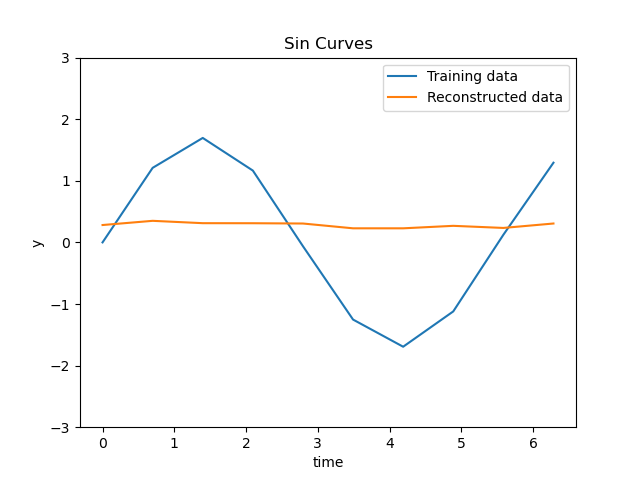 Sin Curves
Training data
Reconstructed data
3
2
1
0
−1
−2
−3
y
0 1 2 3 4 5 6
time